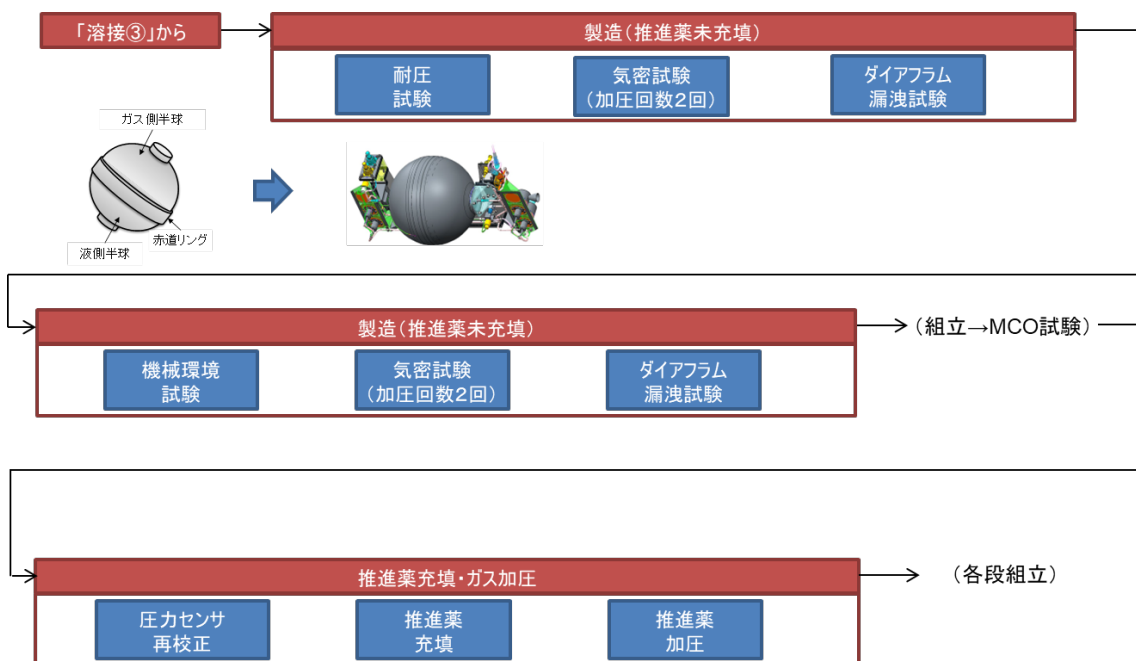 「溶接③」から
製造(推進薬未充填)
耐圧
試験
気密試験
(加圧回数2回)
ダイアフラム
漏洩試験
ガス側半球
赤道リング
液側半球
製造(推進薬未充填)
機械環境
試験
気密試験
(加圧回数2回)
ダイアフラム
漏洩試験
(組立→MCO試験)
推進薬充填・ガス加圧
圧力センサ
再校正
推進薬
充填
推進薬
加圧
(各段組立)